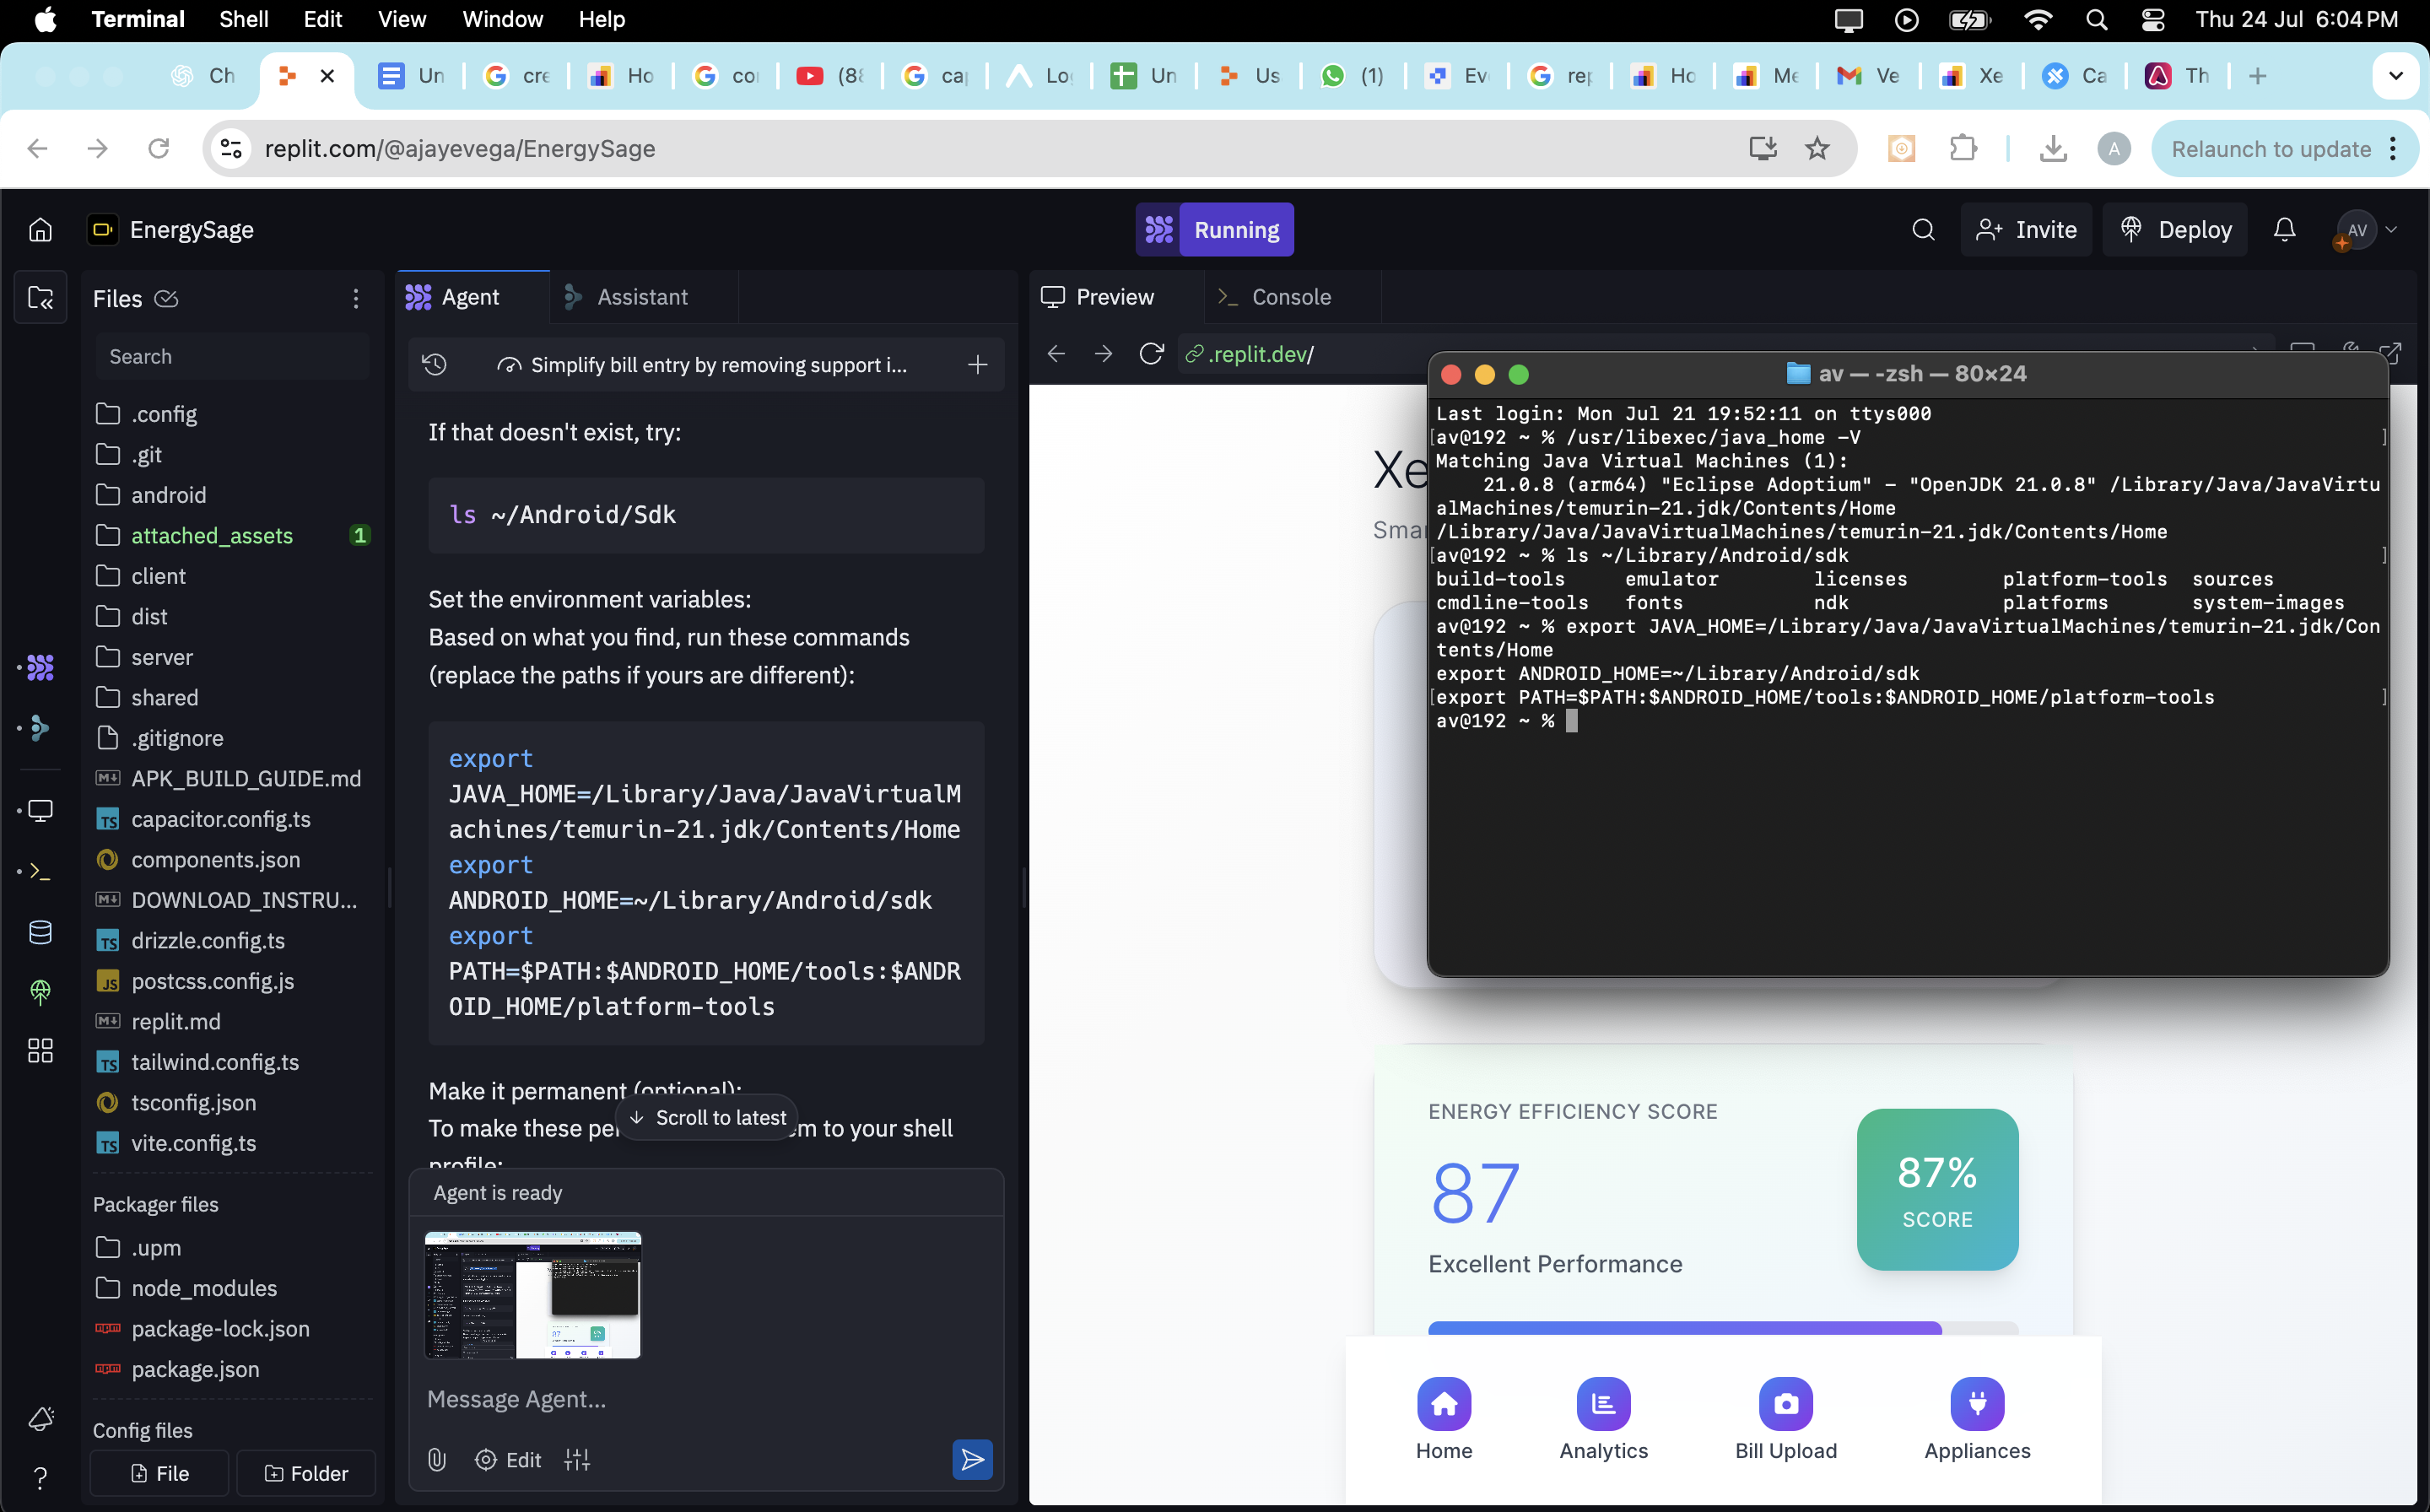 Terminal Shell Edit View Window Help
Thu 24 Jul 6:04 PM
Ch
Un
cre
Ho
co
(88
ca
Lo
Un
Us
(1)
Ev
rep
Ho
Me
Ve
Xe
Ca
Th
replit.com/@ajayevega/EnergySage
A
Relaunch to update
EnergySage
Running
Invite
Deploy
AV
Files
Search
.config
.git
android
attached_assets 1
client
dist
server
shared
.gitignore
APK_BUILD_GUIDE.md
capacitor.config.ts
components.json
DOWNLOAD_INSTRU...
drizzle.config.ts
postcss.config.js
replit.md
tailwind.config.ts
tsconfig.json
vite.config.ts
Packager files
.upm
node_modules
package-lock.json
package.json
Config files
File
Folder
Agent
Assistant
Simplify bill entry by removing support i...
If that doesn't exist, try:
ls ~/Android/Sdk
Set the environment variables:
Based on what you find, run these commands
(replace the paths if yours are different):
export
JAVA_HOME=/Library/Java/JavaVirtualM
achines/temurin-21.jdk/Contents/Home
export
ANDROID_HOME=~/Library/Android/sdk
export
PATH=$PATH:$ANDROID_HOME/tools:$ANDR
OID_HOME/platform-tools
Make it permanent (optional):
To make these pe
em to your shell
profile:
Scroll to latest
Agent is ready
Message Agent...
Edit
Preview
Console
.replit.dev/
Xe
Smar
av — -zsh — 80×24
Last login: Mon Jul 21 19:52:11 on ttys000
[av@192 ~ % /usr/libexec/java_home -V ]
Matching Java Virtual Machines (1):
21.0.8 (arm64) "Eclipse Adoptium" - "OpenJDK 21.0.8" /Library/Java/JavaVirtu
alMachines/temurin-21.jdk/Contents/Home
/Library/Java/JavaVirtualMachines/temurin-21.jdk/Contents/Home
[av@192 ~ % ls ~/Library/Android/sdk ]
build-tools emulator licenses platform-tools sources
cmdline-tools fonts ndk platforms system-images
av@192 ~ % export JAVA_HOME=/Library/Java/JavaVirtualMachines/temurin-21.jdk/Con
tents/Home
export ANDROID_HOME=~/Library/Android/sdk
[export PATH=$PATH:$ANDROID_HOME/tools:$ANDROID_HOME/platform-tools ]
av@192 ~ %
ENERGY EFFICIENCY SCORE
87
Excellent Performance
87%
SCORE
Home
Analytics
Bill Upload
Appliances